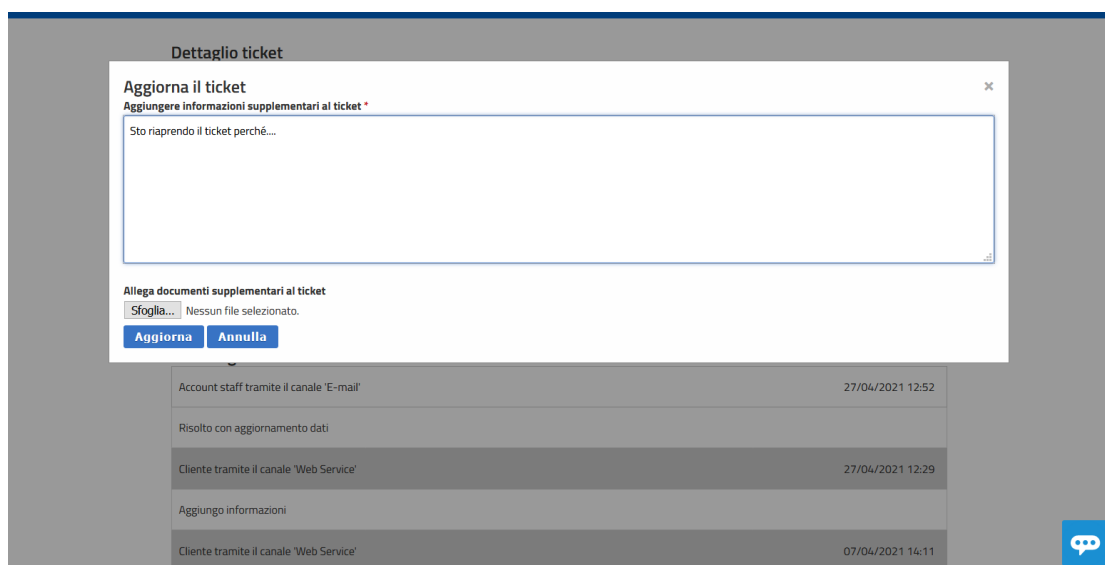 Dettaglio ticket
Aggiorna il ticket
Aggiungere informazioni supplementari al ticket *
Sto riaprendo il ticket perché....
Allega documenti supplementari al ticket
Sfoglia... Nessun file selezionato.
Aggiorna Annulla
Account staff tramite il canale 'E-mail' 27/04/2021 12:52
Risolto con aggiornamento dati
Cliente tramite il canale 'Web Service' 27/04/2021 12:29
Aggiungo informazioni
Cliente tramite il canale 'Web Service' 07/04/2021 14:11